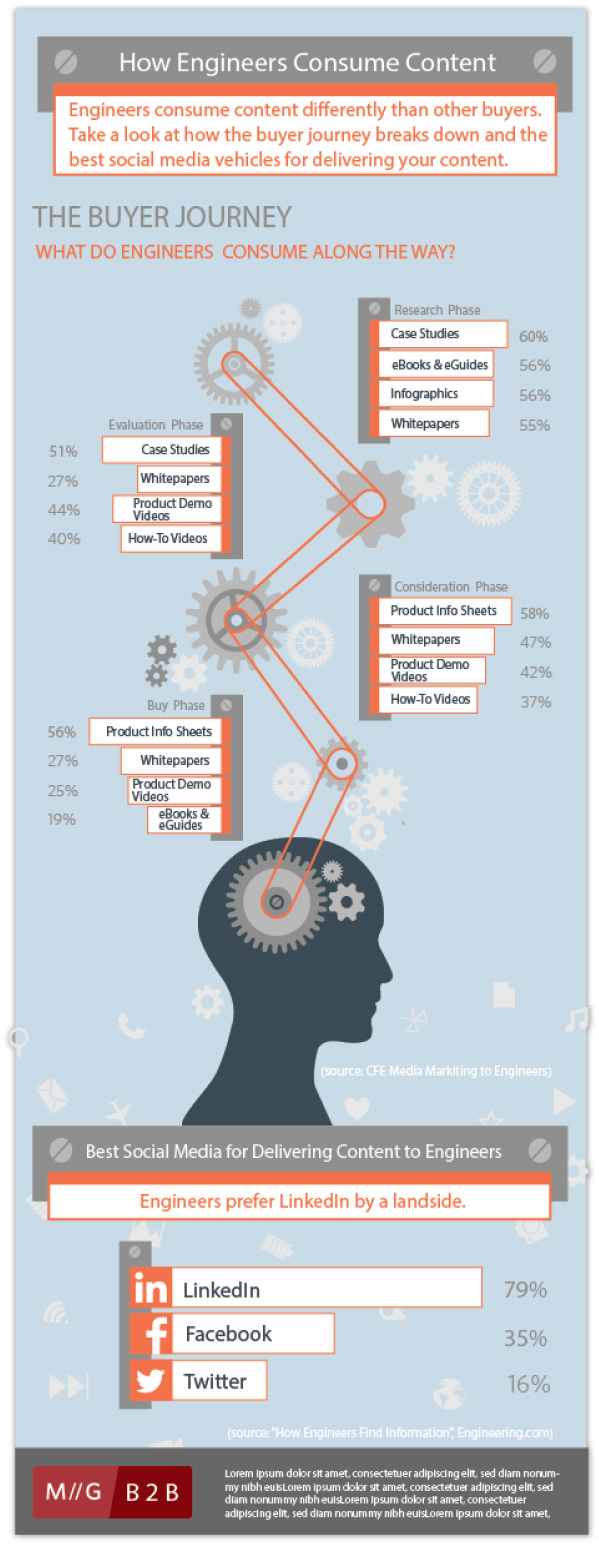 How Engineers Consume Content
Engineers consume content differently than other buyers.
Take a look at how the buyer journey breaks down and the
best social media vehicles for delivering your content.
THE BUYER JOURNEY
WHAT DO ENGINEERS CONSUME ALONG THE WAY?
Research Phase
Case Studies 60%
eBooks & eGuides 56%
Infographics 56%
Whitepapers 55%
Evaluation Phase
51% Case Studies
27% Whitepapers
44% Product Demo
Videos
40% How-To Videos
Consideration Phase
Product Info Sheets 58%
Whitepapers 47%
Product Demo
Videos 42%
How-To Videos 37%
Buy Phase
56% Product Info Sheets
27% Whitepapers
25% Product Demo
Videos
19% eBooks &
eGuides
(source: CFE Media Markiting to Engineers)
Best Social Media for Delivering Content to Engineers
Engineers prefer LinkedIn by a landside.
in LinkedIn 79%
f Facebook 35%
Twitter 16%
(source: "How Engineers Find Information", Engineering.com)
M//G B2B
Lorem ipsum dolor sit amet, consectetuer adipiscing elit, sed diam nonum-
my nibh euisLorem ipsum dolor sit amet, consectetuer adipiscing elit, sed
diam nonummy nibh euisLorem ipsum dolor sit amet, consectetuer
adipiscing elit, sed diam nonummy nibh euisLorem ipsum dolor sit amet,